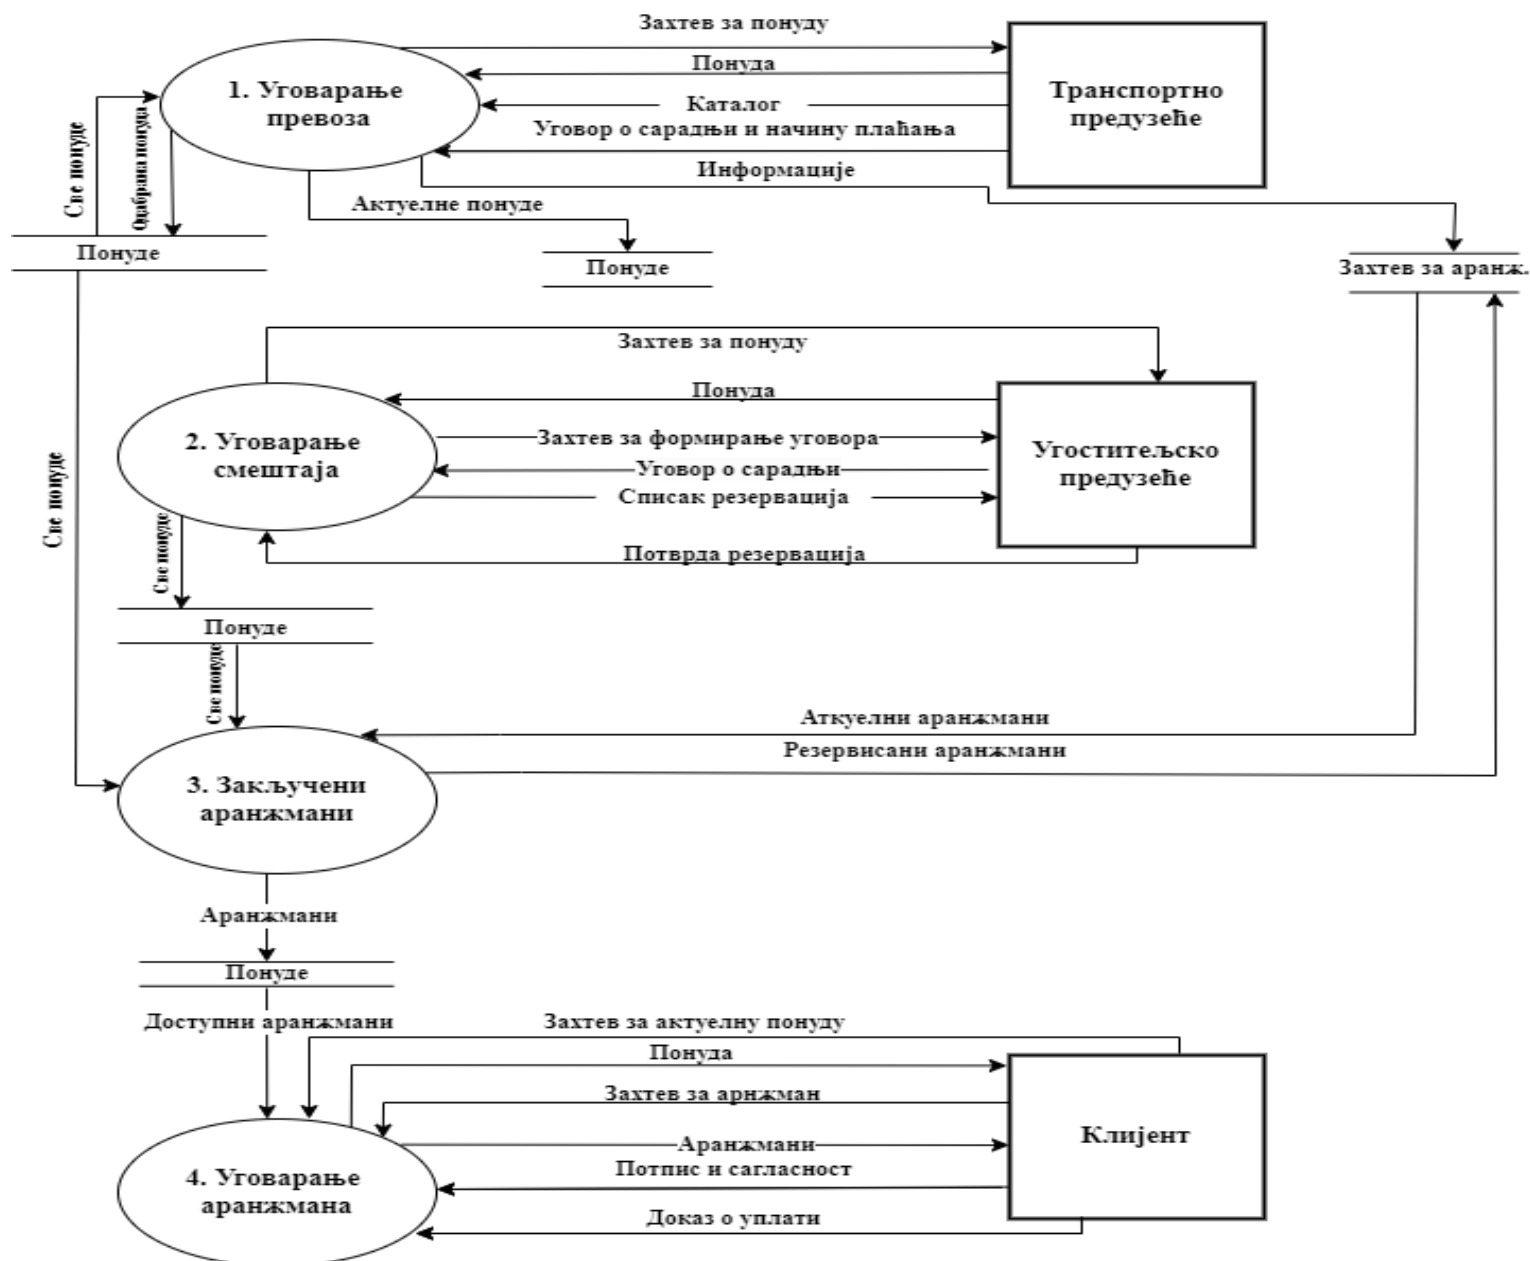 Захтев за понуду
Понуда
1. Уговарање
превоза
Каталог
Транспортно
предузеће
Уговор о сарадњи и начину плаћања
Све понуде
Одабрана понуда
Информације
Актуелне понуде
Понуде
Понуде
Захтев за аранж.
Захтев за понуду
Понуда
2. Уговарање
смештаја
Захтев за формирање уговора
Уговор о сарадњи
Списак резервација
Угоститељско
предузеће
Све понуде
Све понуде
Потврда резервација
Понуде
Све понуде
Аткуелни аранжмани
Резервисани аранжмани
3. Закључени
аранжмани
Аранжмани
Понуде
Доступни аранжмани
Захтев за актуелну понуду
Понуда
Захтев за арнжман
Аранжмани
Клијент
Потпис и сагласност
4. Уговарање
аранжмана
Доказ о уплати